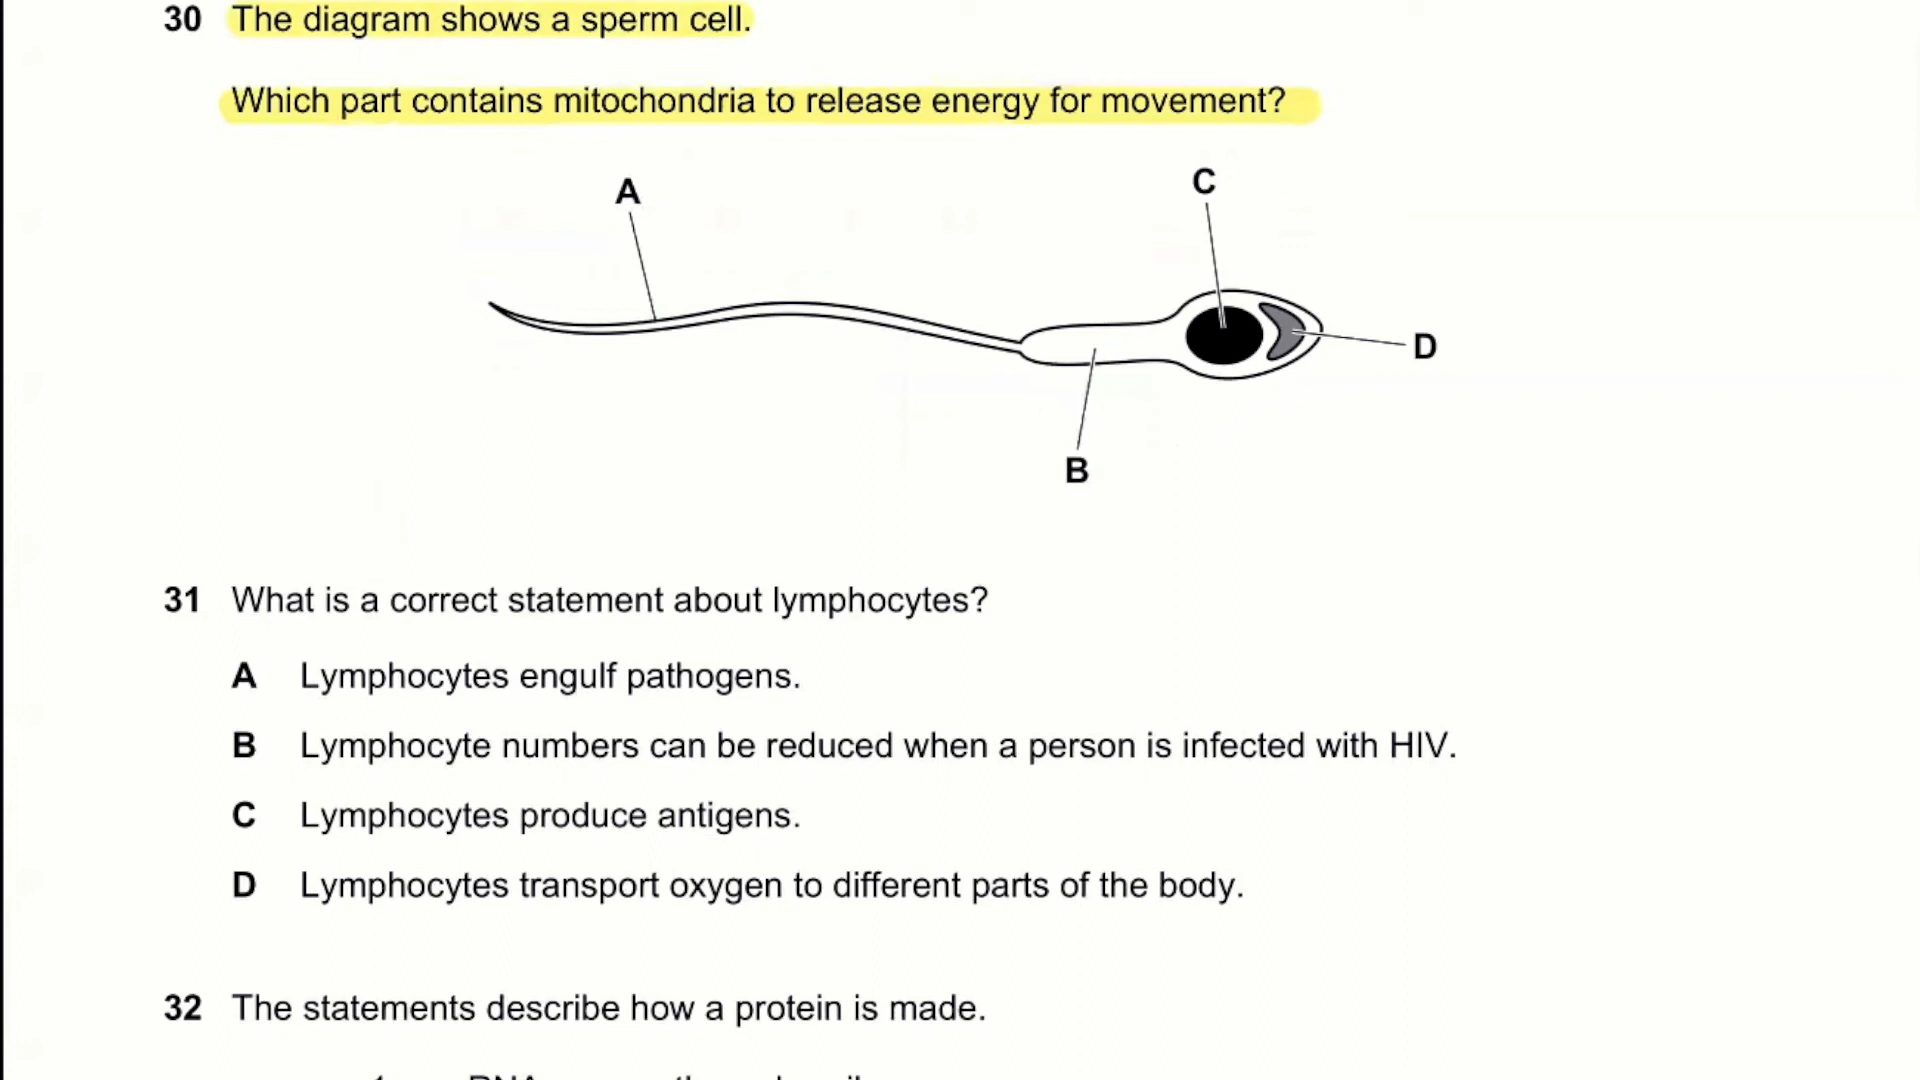 30 The diagram shows a sperm cell.
Which part contains mitochondria to release energy for movement?
A
C
D
B
31 What is a correct statement about lymphocytes?
A Lymphocytes engulf pathogens.
B Lymphocyte numbers can be reduced when a person is infected with HIV.
C Lymphocytes produce antigens.
D Lymphocytes transport oxygen to different parts of the body.
32 The statements describe how a protein is made.